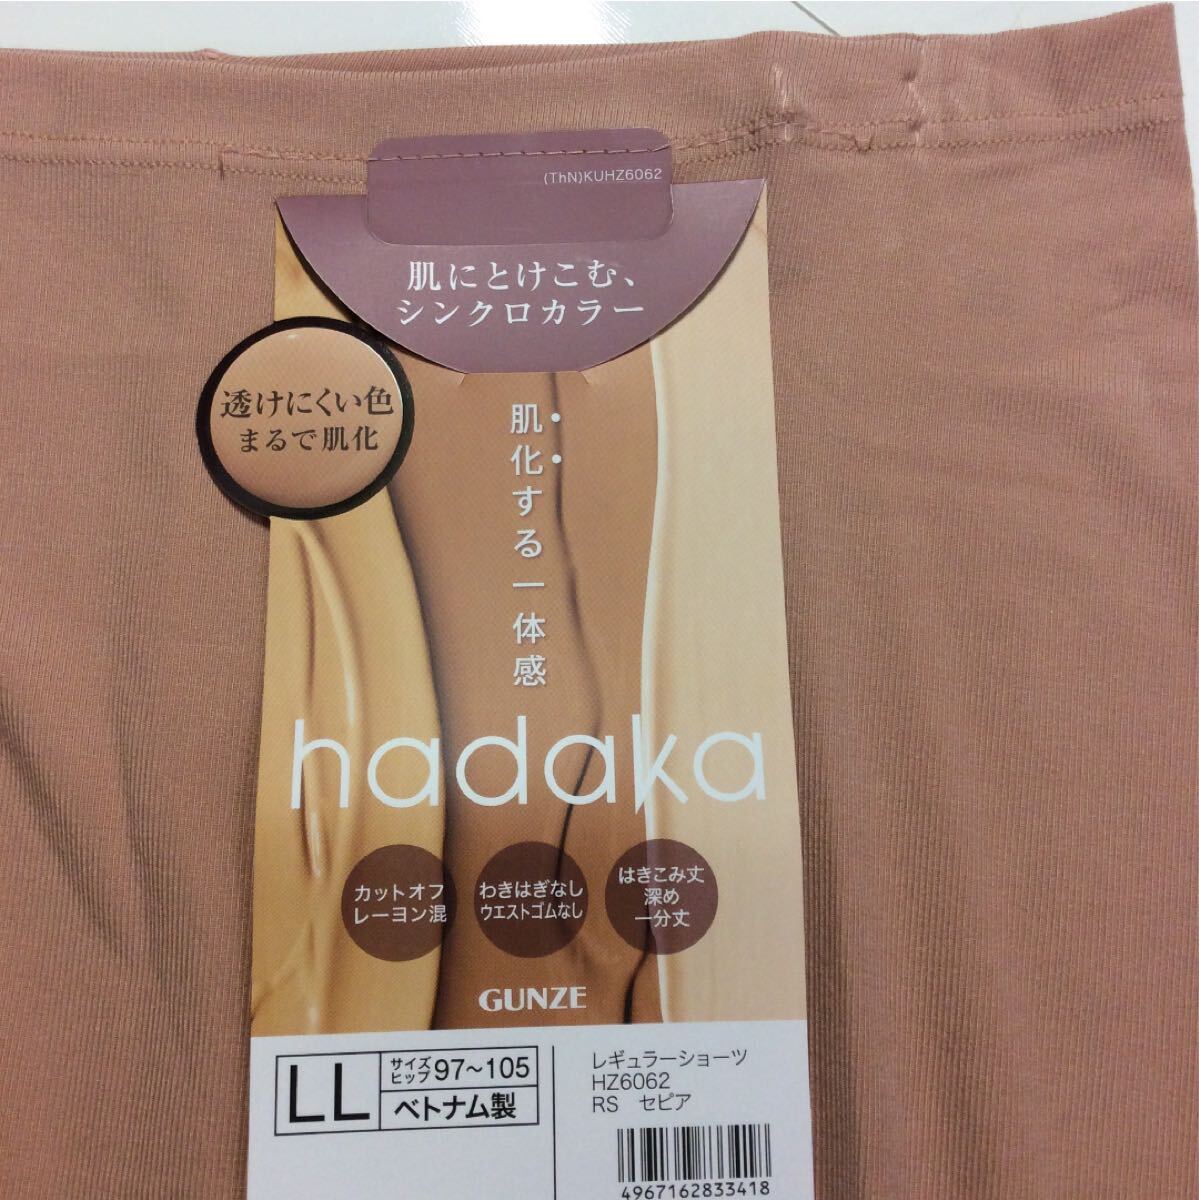 (ThN)KUHZ6062
肌にとけこむ、
シンクロカラー
透けにくい色
まるで肌化
肌化する一体感
hadaka
カットオフ
レーヨン混
わきはぎなし
ウエストゴムなし
はきこみ丈
深め
一分丈
GUNZE
LL
サイズ
ヒップ 97~105
ベトナム製
レギュラーショーツ
HZ6062
RS セピア
4967162833418